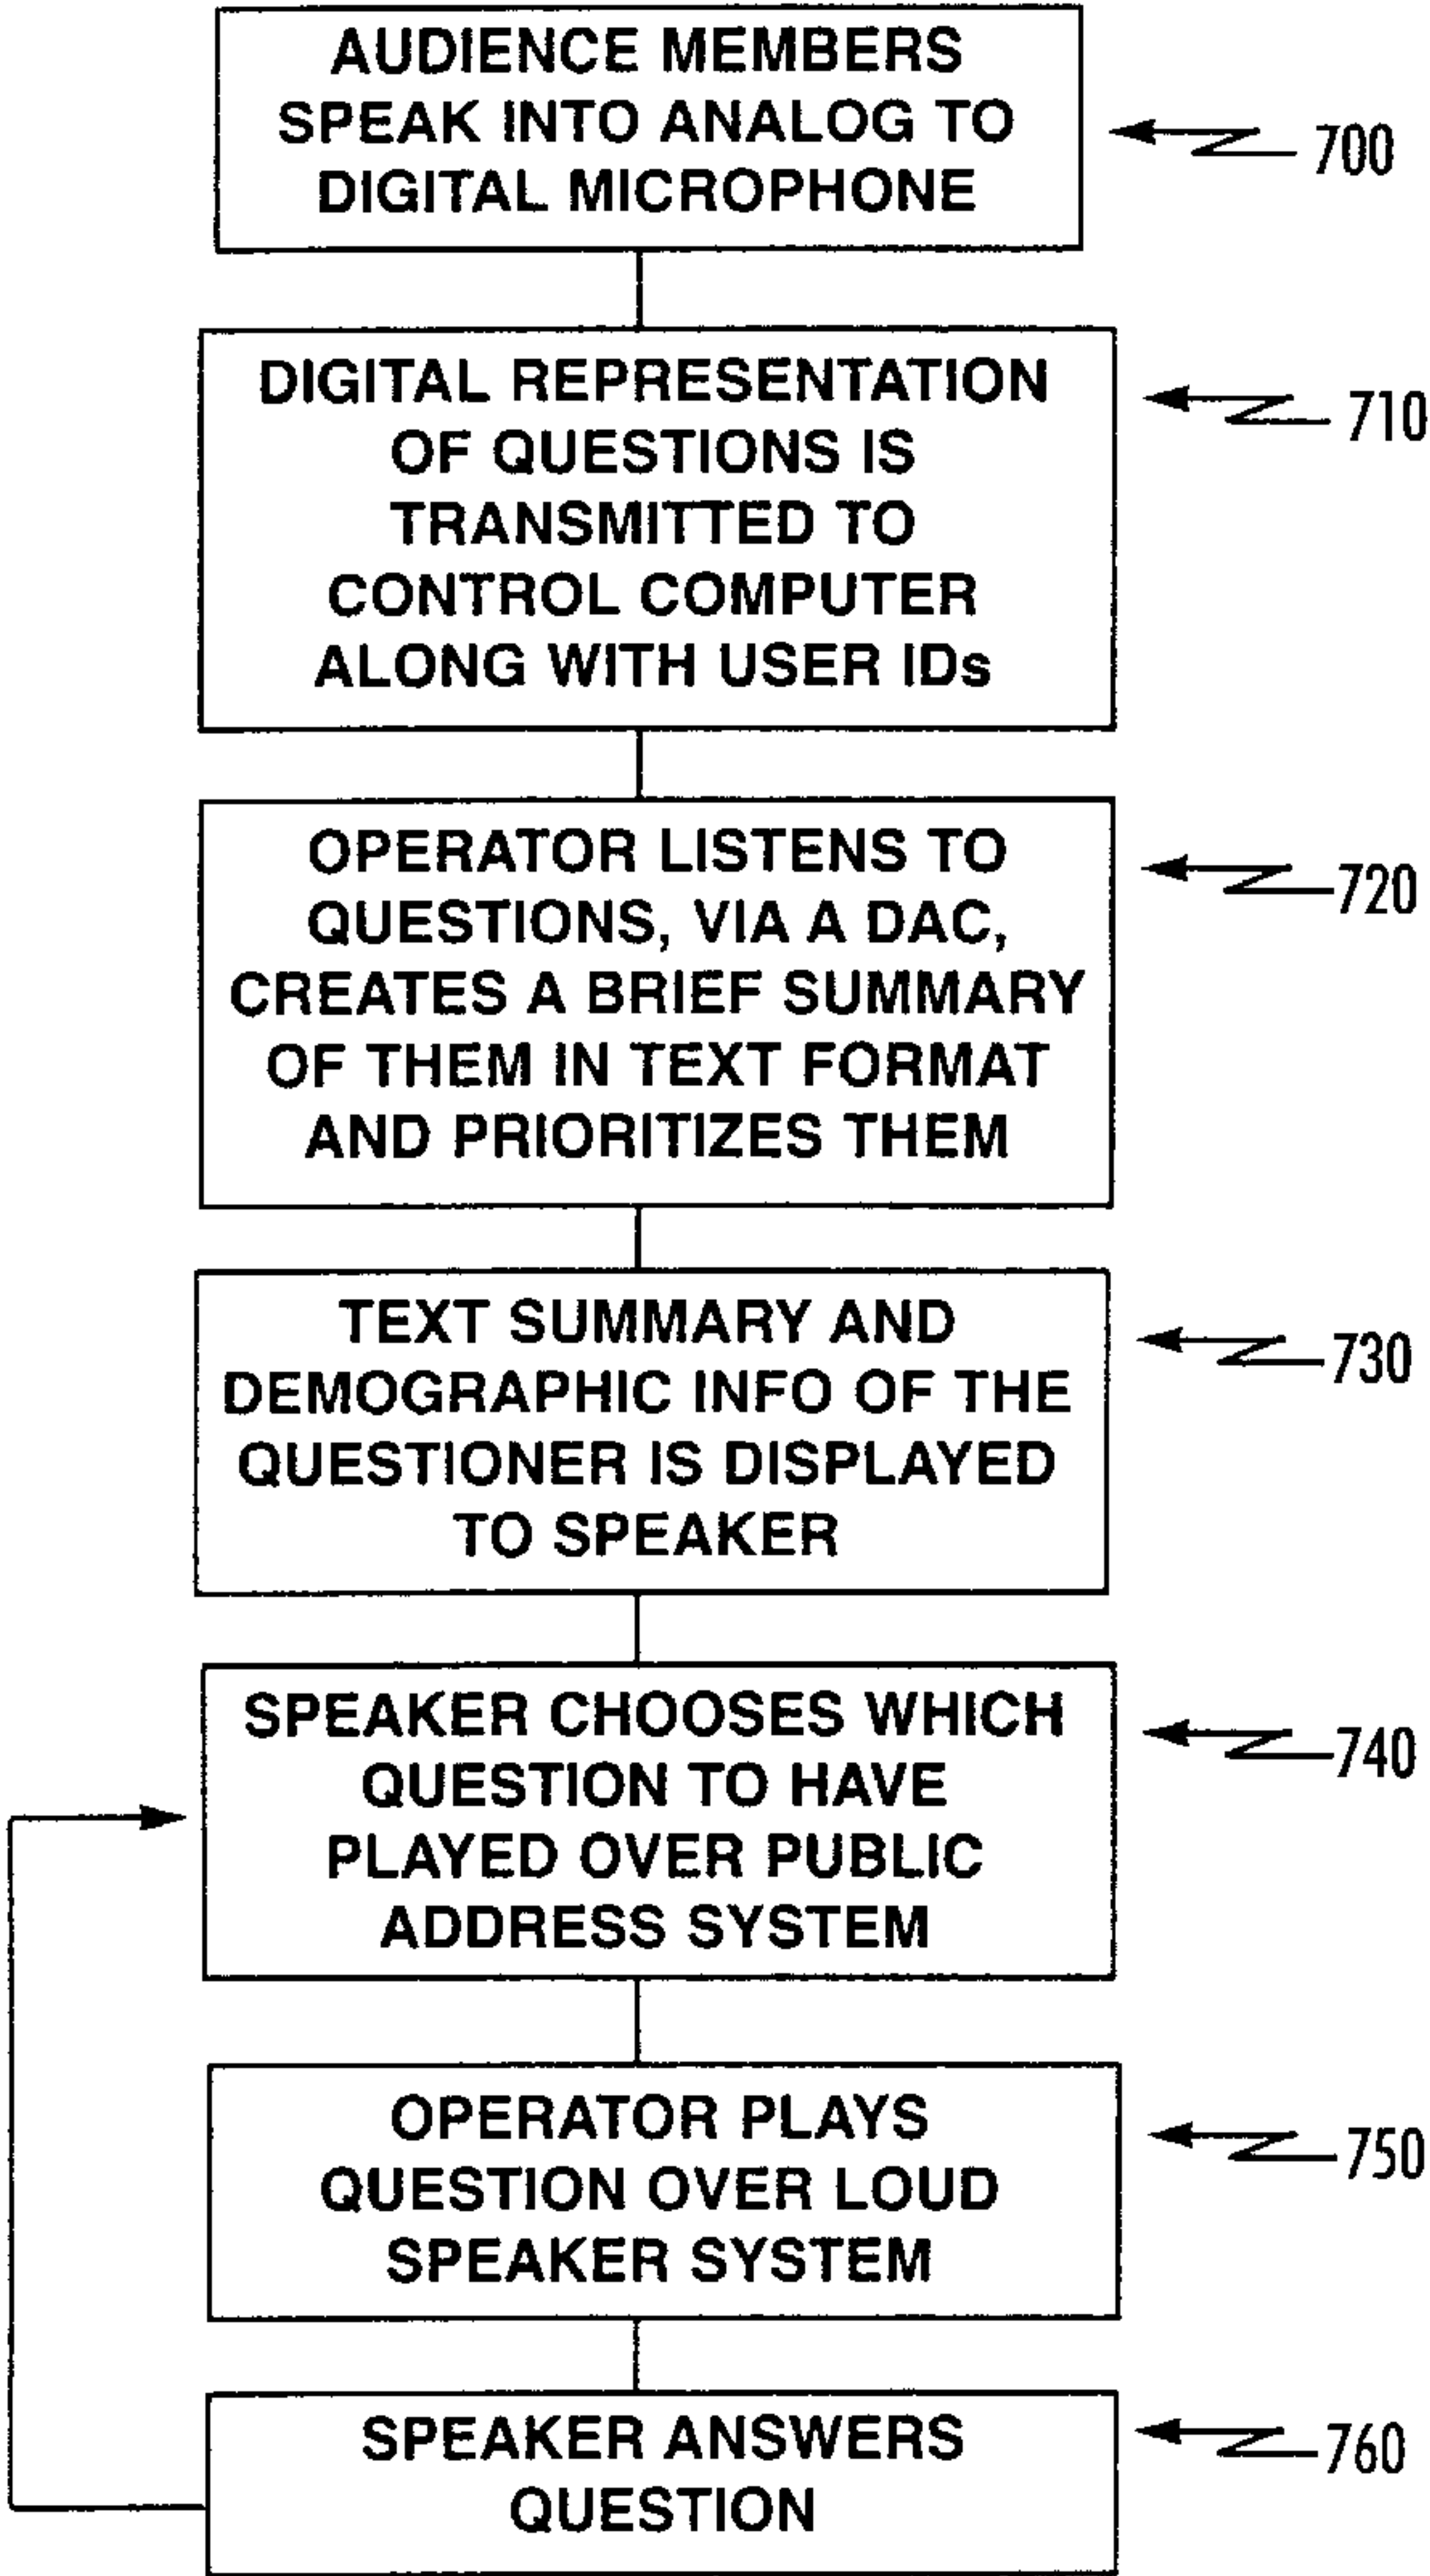 AUDIENCE MEMBERS
SPEAK INTO ANALOG TO
DIGITAL MICROPHONE
700
DIGITAL REPRESENTATION
OF QUESTIONS IS
TRANSMITTED TO
CONTROL COMPUTER
ALONG WITH USER IDs
710
OPERATOR LISTENS TO
QUESTIONS, VIA A DAC,
CREATES A BRIEF SUMMARY
OF THEM IN TEXT FORMAT
AND PRIORITIZES THEM
720
TEXT SUMMARY AND
DEMOGRAPHIC INFO OF THE
QUESTIONER IS DISPLAYED
TO SPEAKER
730
SPEAKER CHOOSES WHICH
QUESTION TO HAVE
PLAYED OVER PUBLIC
ADDRESS SYSTEM
740
OPERATOR PLAYS
QUESTION OVER LOUD
SPEAKER SYSTEM
750
SPEAKER ANSWERS
QUESTION
760